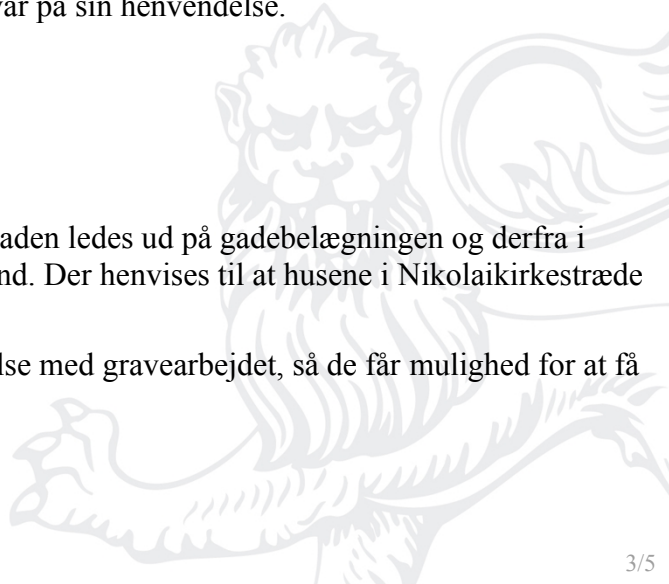 var på sin henvendelse.
aden ledes ud på gadebelægningen og derfra i
nd. Der henvises til at husene i Nikolaikirkestræde
lse med gravearbejdet, så de får mulighed for at få
3/5